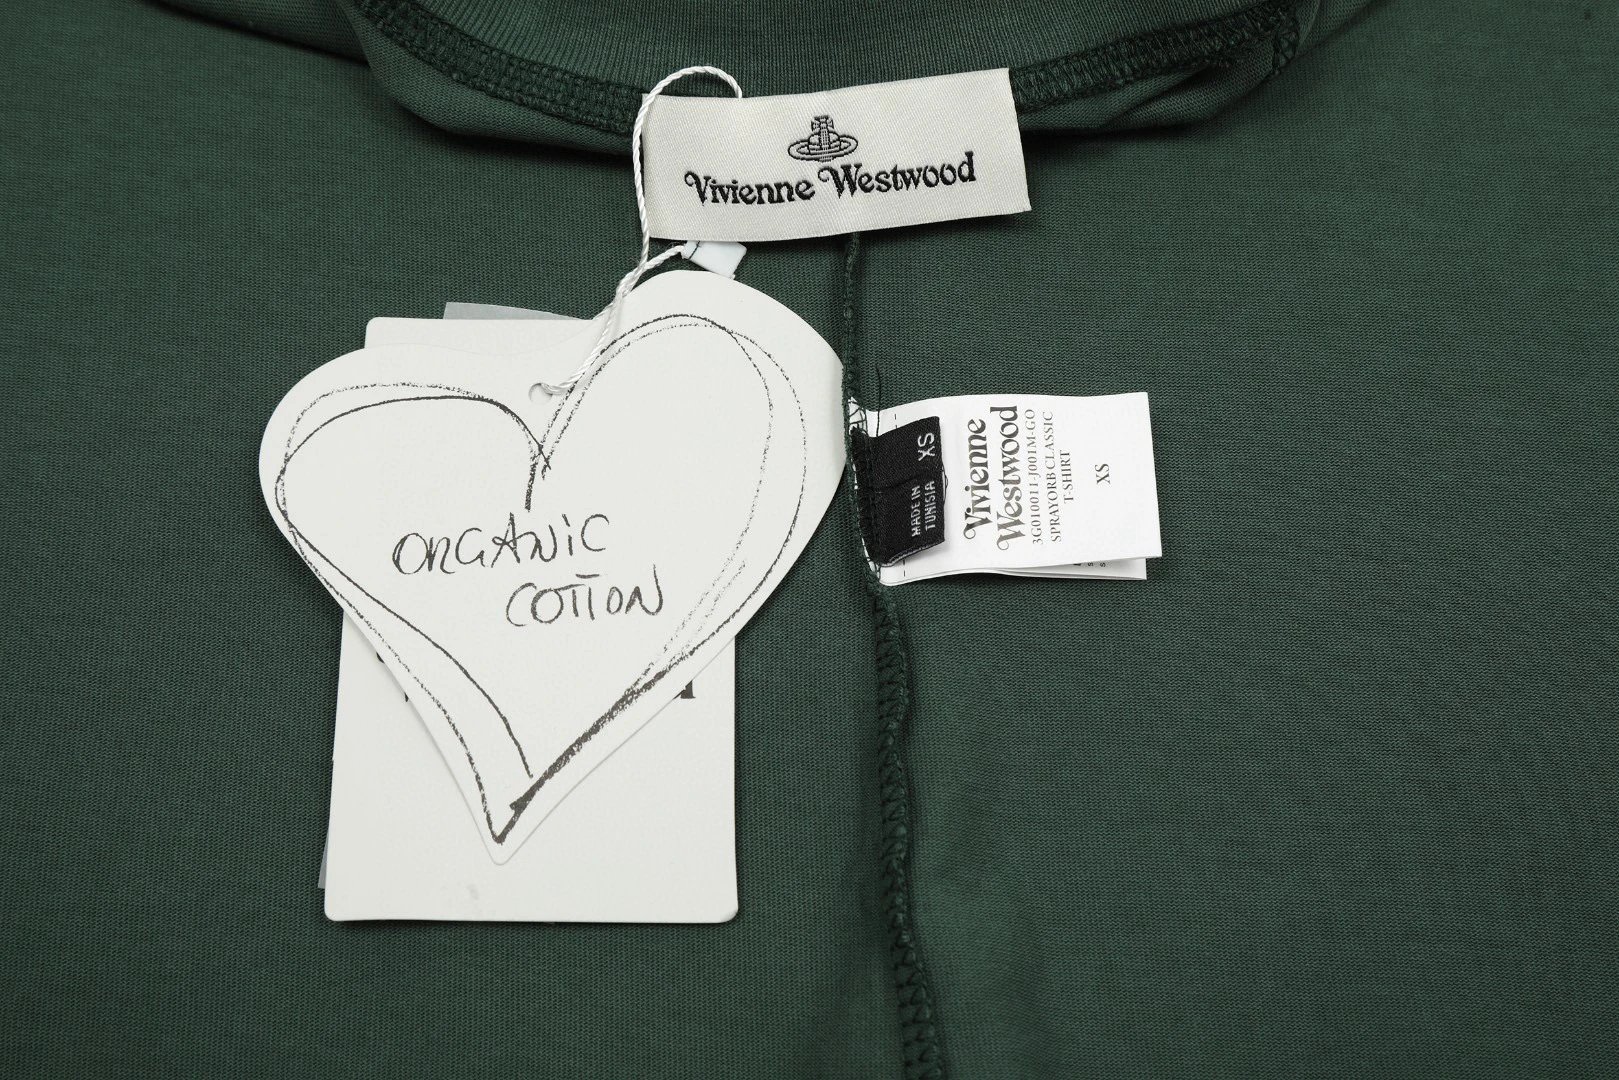 Vivienne Westwood
ORGANIC
COTTON
XS
MADE IN
TUNISIA
Vivienne
Westwood
3G010011-J001M-GO
SPRAYORB CLASSIC
T-SHIRT
XS